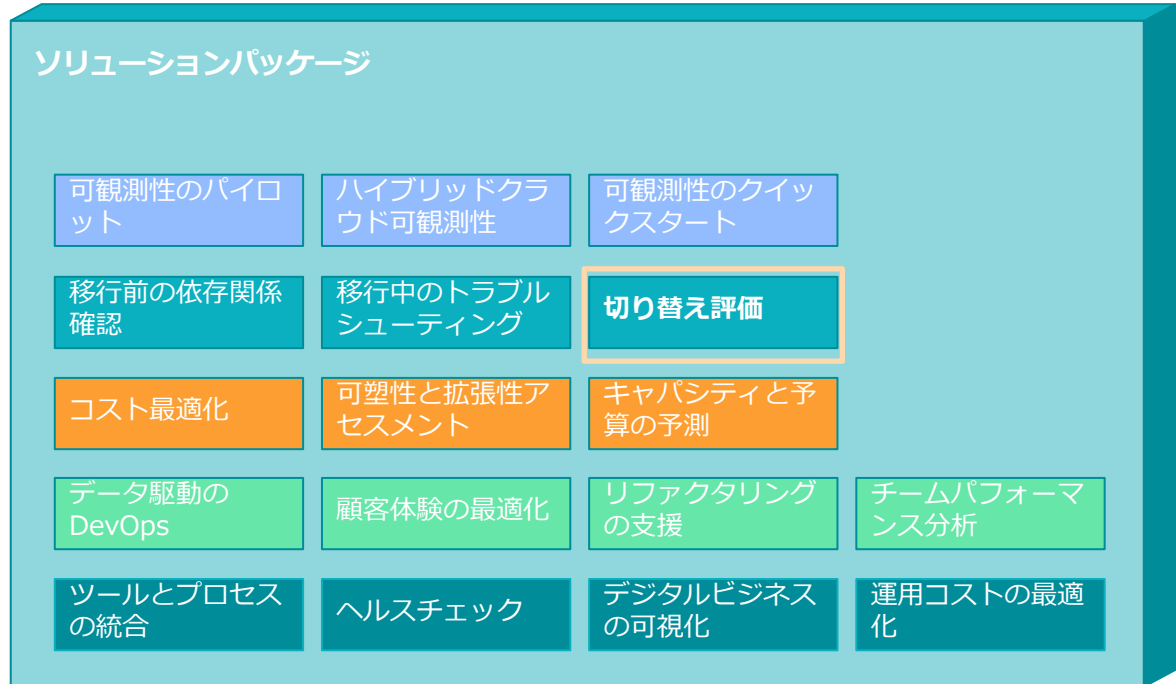 ソリューションパッケージ
可観測性のパイロ
ット
ハイブリッドクラ
ウド可観測性
可観測性のクイッ
クスタート
移行前の依存関係
確認
移行中のトラブル
シューティング
切り替え評価
コスト最適化
可塑性と拡張性ア
セスメント
キャパシティと予
算の予測
データ駆動の
DevOps
顧客体験の最適化
リファクタリング
の支援
チームパフォーマ
ンス分析
ツールとプロセス
の統合
ヘルスチェック
デジタルビジネス
の可視化
運用コストの最適
化